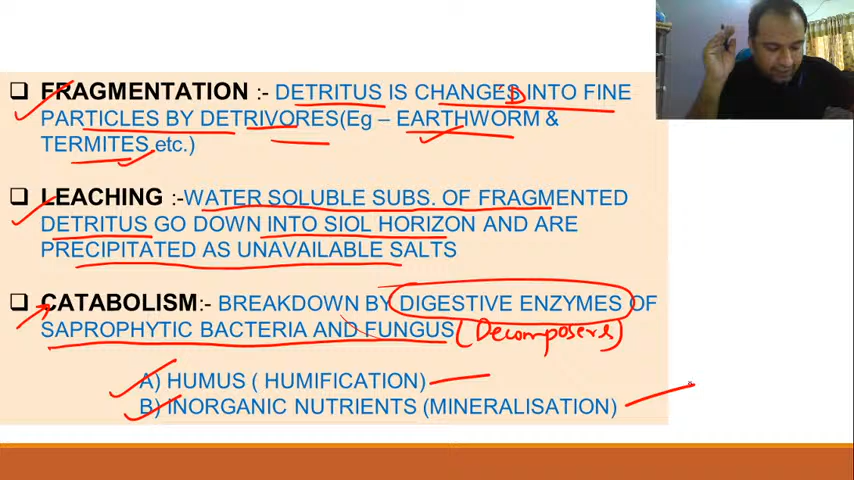 ❑ FRAGMENTATION :- DETRITUS IS CHANGES D INTO FINE
PARTICLES BY DETRIVORES(Eg – EARTHWORM &
TERMITES etc.)
❑ LEACHING :-WATER SOLUBLE SUBS. OF FRAGMENTED
DETRITUS GO DOWN INTO SIOL HORIZON AND ARE
PRECIPITATED AS UNAVAILABLE SALTS
❑ CATABOLISM:- BREAKDOWN BY DIGESTIVE ENZYMES OF
SAPROPHYTIC BACTERIA AND FUNGUS (Decomposers)
A) HUMUS ( HUMIFICATION)
B) INORGANIC NUTRIENTS (MINERALISATION)